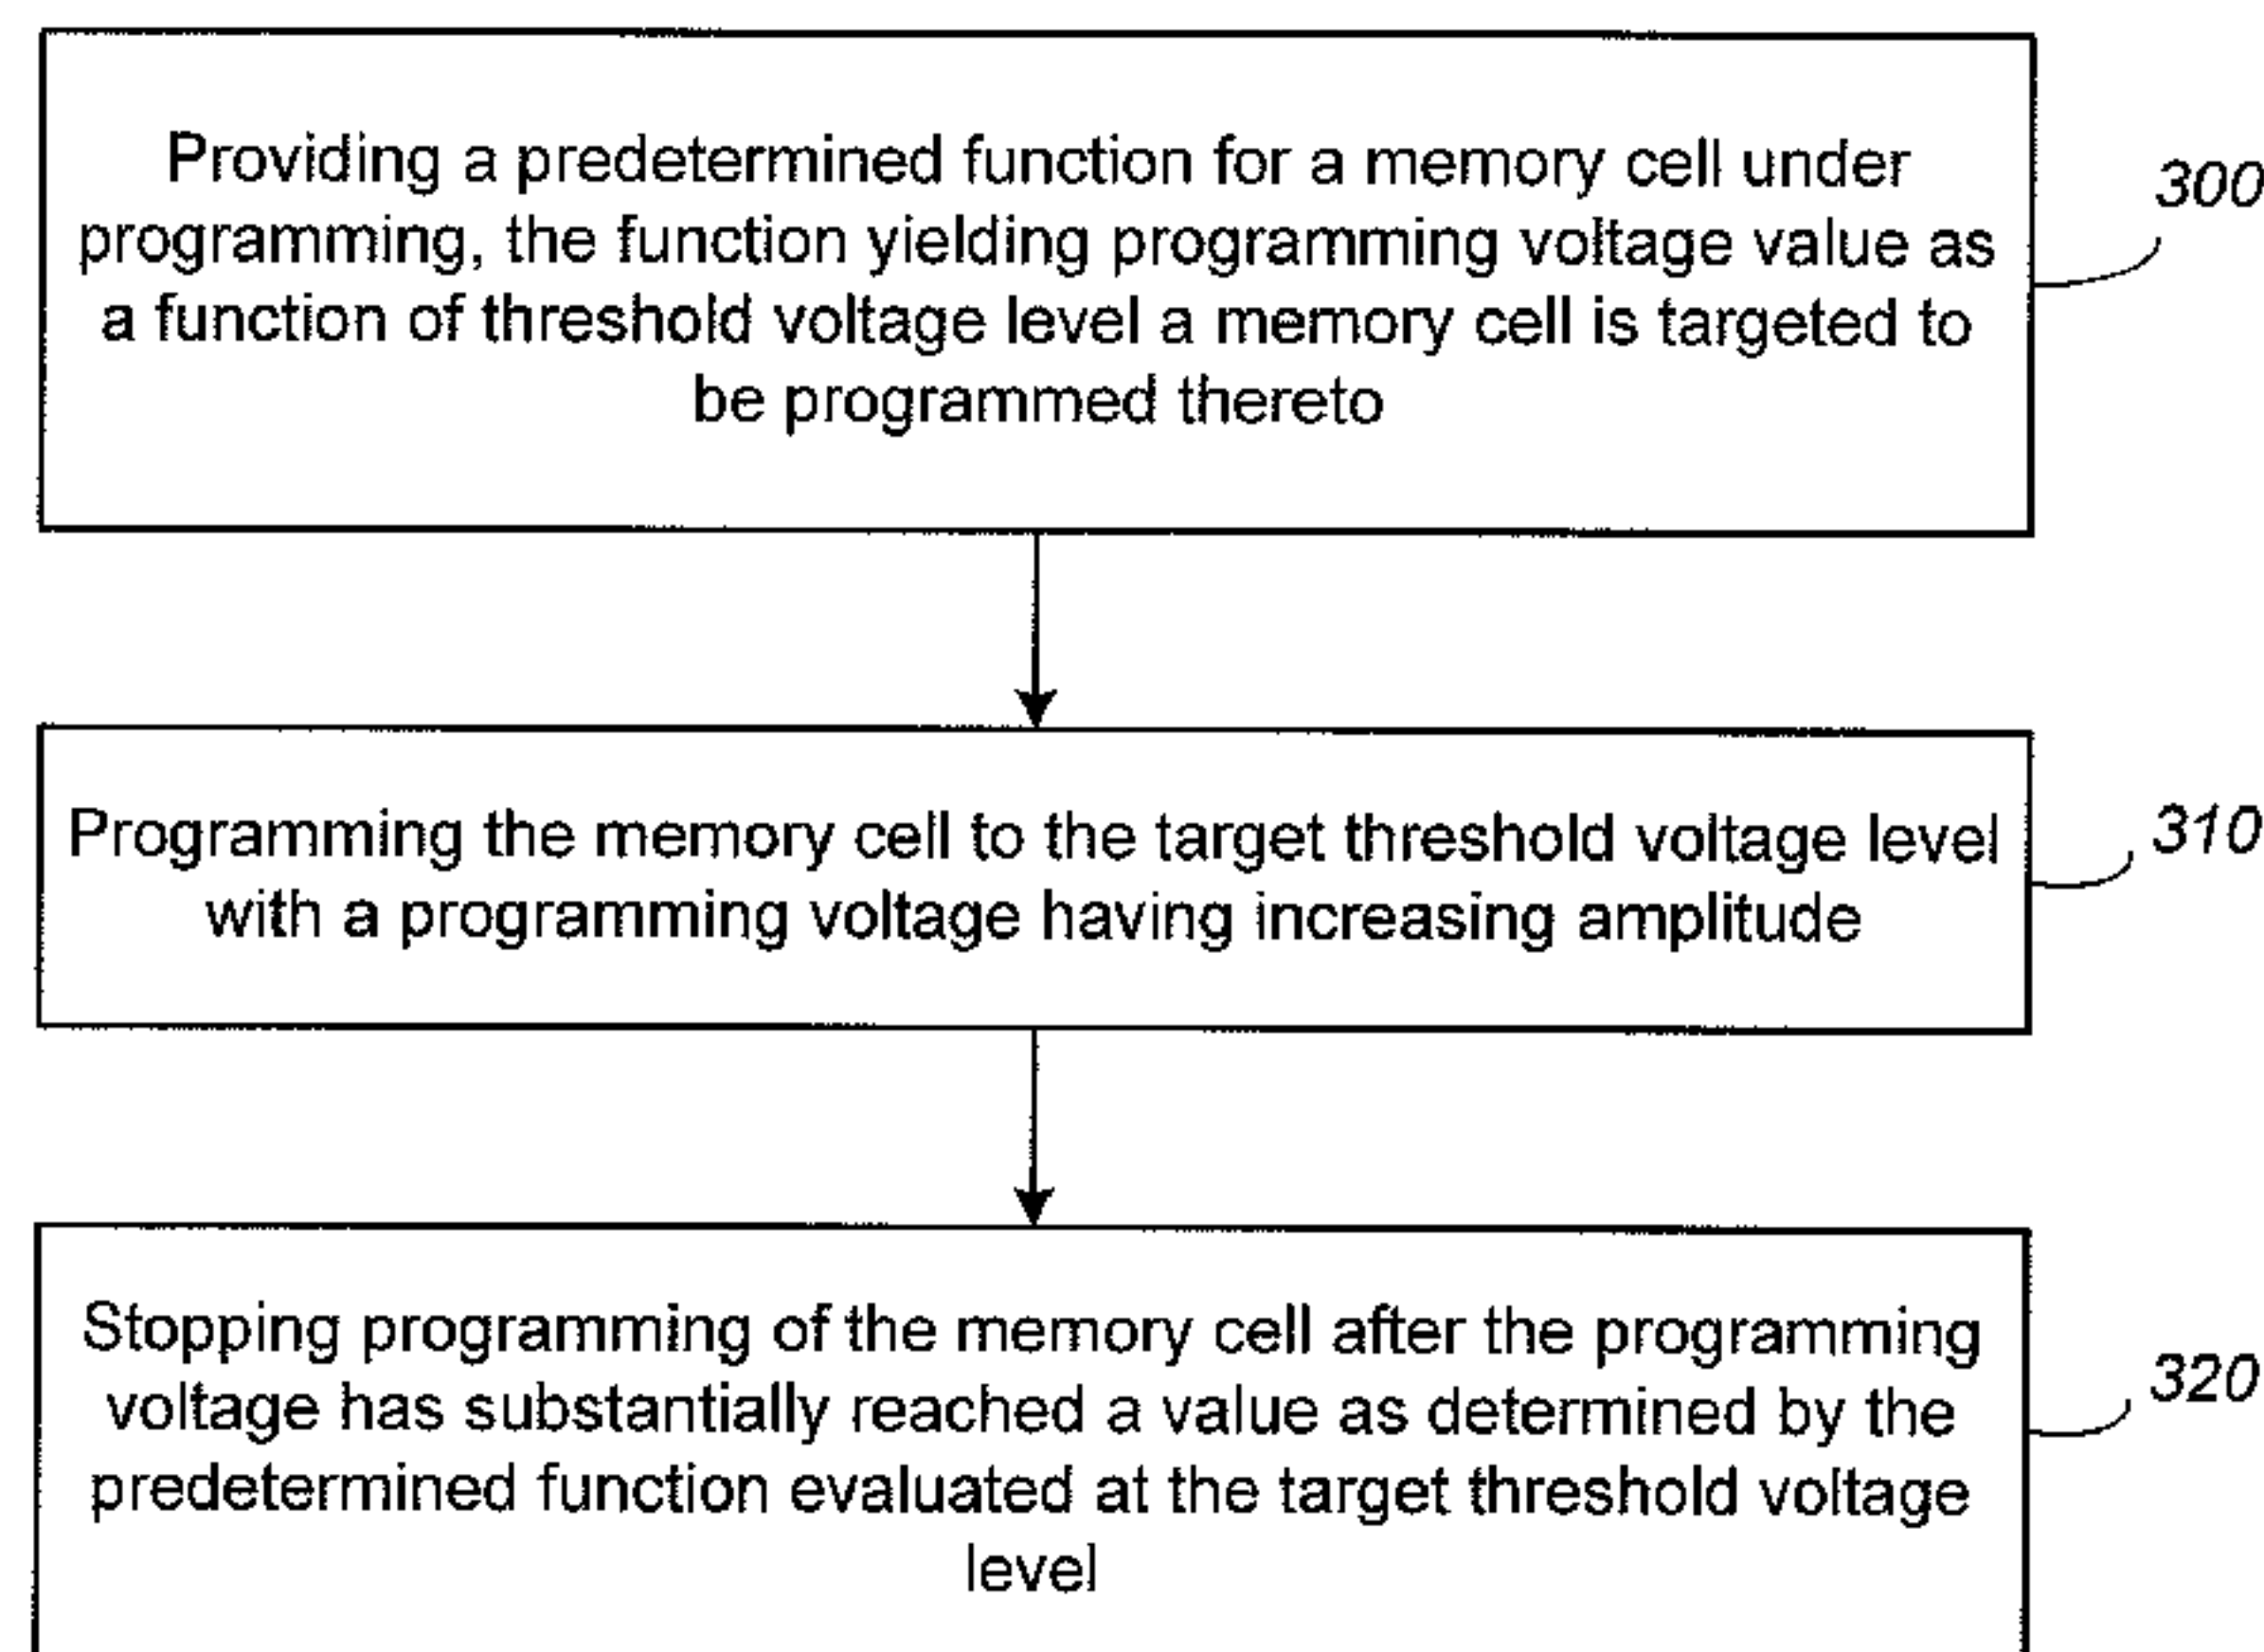 Providing a predetermined function for a memory cell under
programming, the function yielding programming voltage value as
a function of threshold voltage level a memory cell is targeted to
be programmed thereto
300
Programming the memory cell to the target threshold voltage level
with a programming voltage having increasing amplitude
310
Stopping programming of the memory cell after the programming
voltage has substantially reached a value as determined by the
predetermined function evaluated at the target threshold voltage
level
320